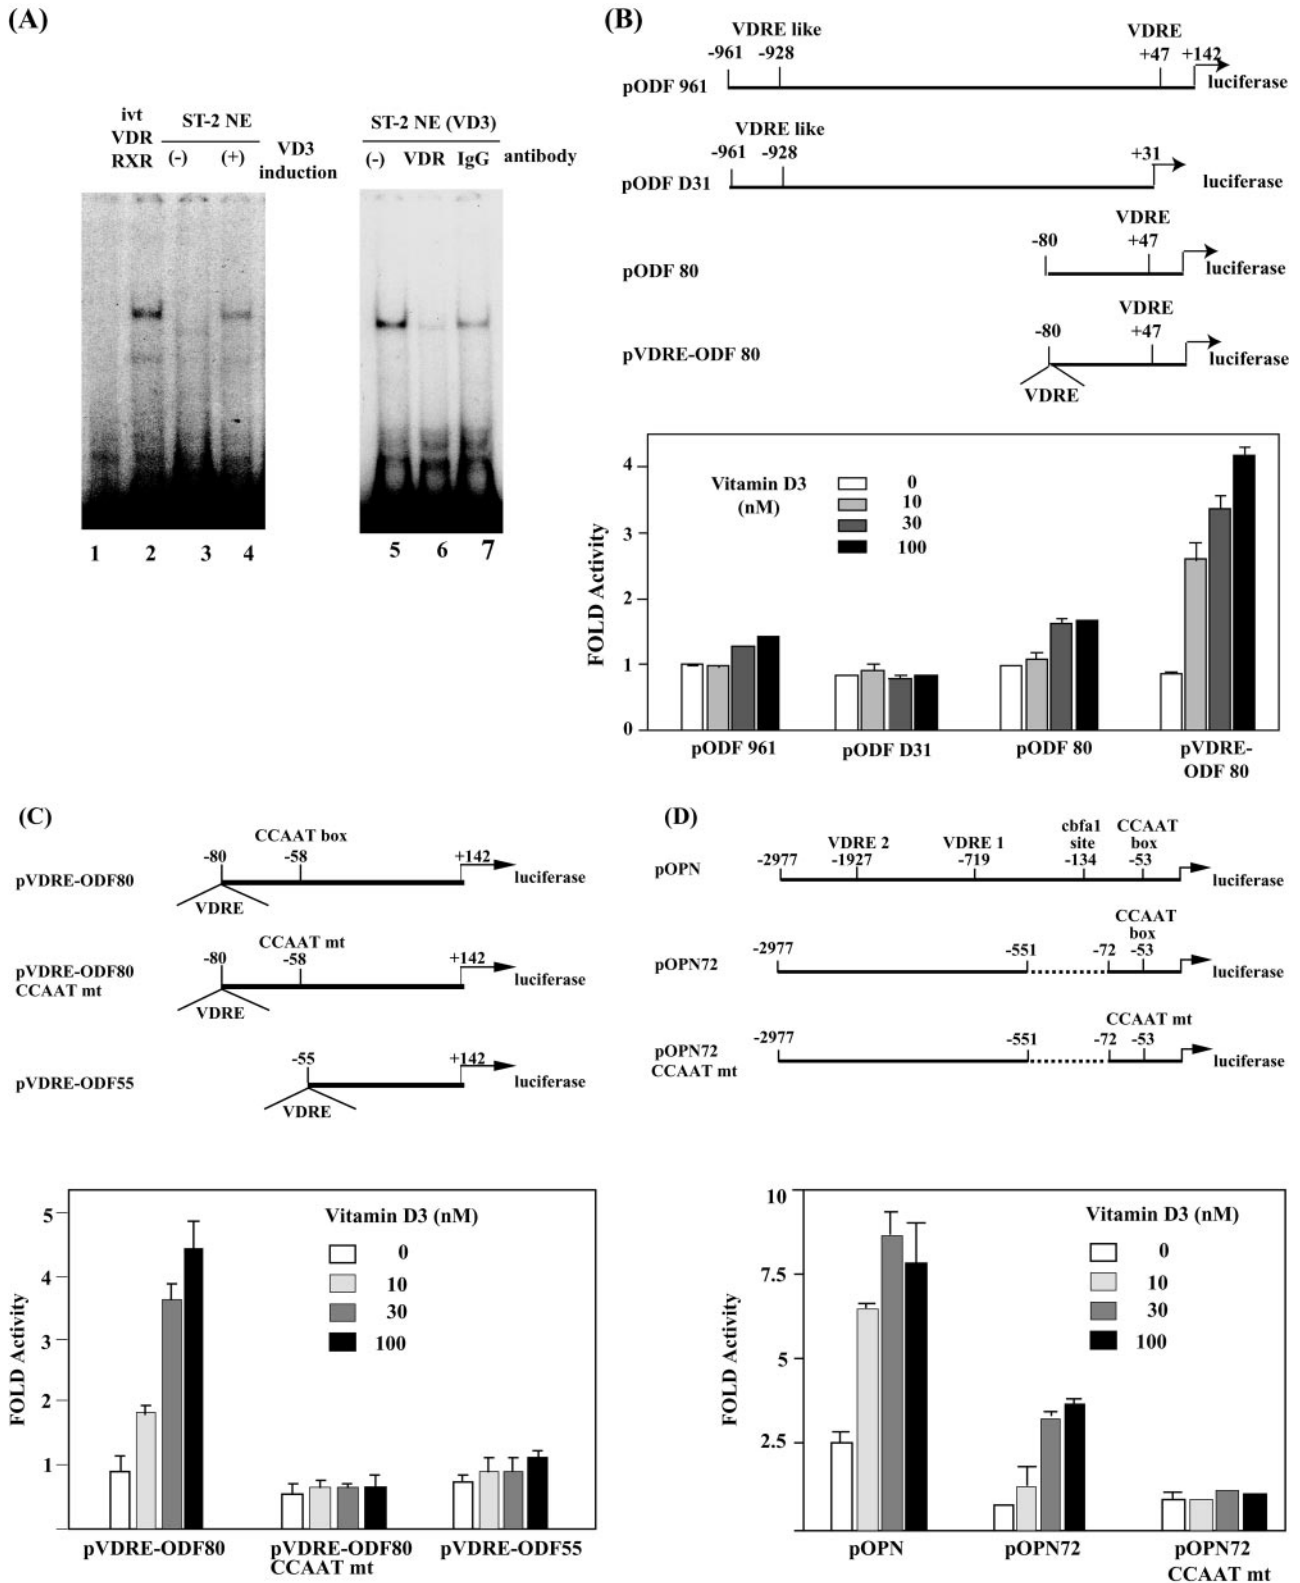 (A)
ivt
VDR
RXR
ST-2 NE
(-) (+)
VD3
induction
ST-2 NE (VD3)
(-) VDR IgG antibody
1 2 3 4
5 6 7
(B)
VDRE like VDRE
-961 -928 +47 +142
pODF 961 luciferase
VDRE like
-961 -928 +31
pODF D31 luciferase
VDRE
-80 +47
pODF 80 luciferase
VDRE
-80 +47
pVDRE-ODF 80 luciferase
VDRE
FOLD Activity
4
3
2
1
0
Vitamin D3
(nM)
0
10
30
100
pODF 961 pODF D31 pODF 80 pVDRE-
ODF 80
(C)
CCAAT box
-80 -58 +142
pVDRE-ODF80 luciferase
VDRE
CCAAT mt
-80 -58 +142
pVDRE-ODF80
CCAAT mt
luciferase
VDRE
-55 +142
pVDRE-ODF55 luciferase
VDRE
FOLD Activity
5
4
3
2
1
Vitamin D3 (nM)
0
10
30
100
pVDRE-ODF80 pVDRE-ODF80 pVDRE-ODF55
CCAAT mt
(D)
cbfa1 CCAAT
VDRE 2 VDRE 1 site box
-2977 -1927 -719 -134 -53
pOPN luciferase
CCAAT
box
-2977 -551 -72 -53
pOPN72 luciferase
CCAAT mt
-2977 -551 -72 -53
pOPN72
CCAAT mt
luciferase
FOLD Activity
10
7.5
5
2.5
Vitamin D3 (nM)
0
10
30
100
pOPN pOPN72 pOPN72
CCAAT mt